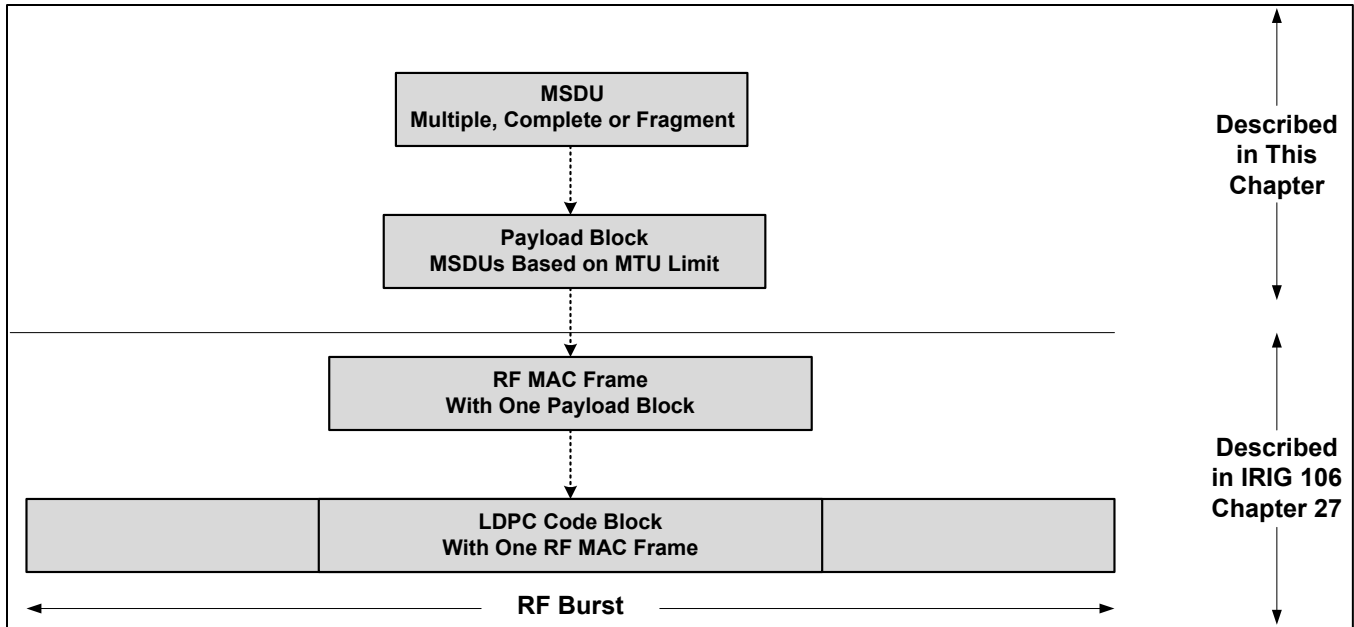 MSDU
Multiple, Complete or Fragment
Described
in This
Chapter
Payload Block
MSDUs Based on MTU Limit
RF MAC Frame
With One Payload Block
Described
in IRIG 106
Chapter 27
LDPC Code Block
With One RF MAC Frame
RF Burst